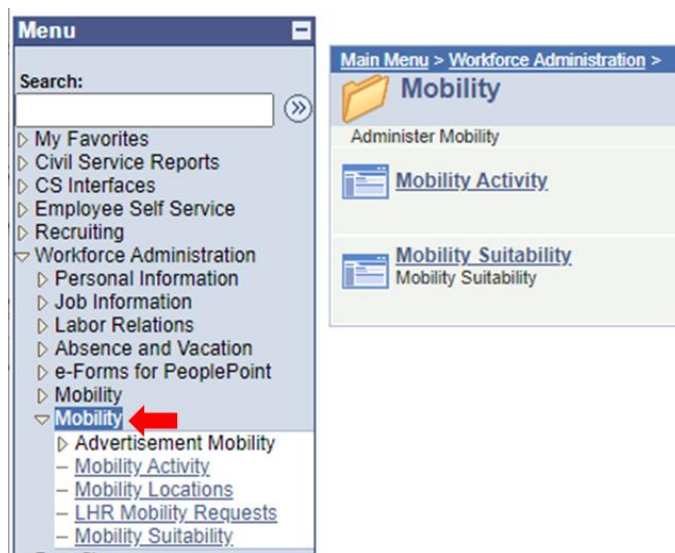 Menu
Search:
My Favorites
Civil Service Reports
CS Interfaces
Employee Self Service
Recruiting
Workforce Administration
Personal Information
Job Information
Labor Relations
Absence and Vacation
e-Forms for PeoplePoint
Mobility
Mobility
Advertisement Mobility
– Mobility Activity
– Mobility Locations
– LHR Mobility Requests
– Mobility Suitability
Main Menu > Workforce Administration >
Mobility
Administer Mobility
Mobility Activity
Mobility Suitability
Mobility Suitability